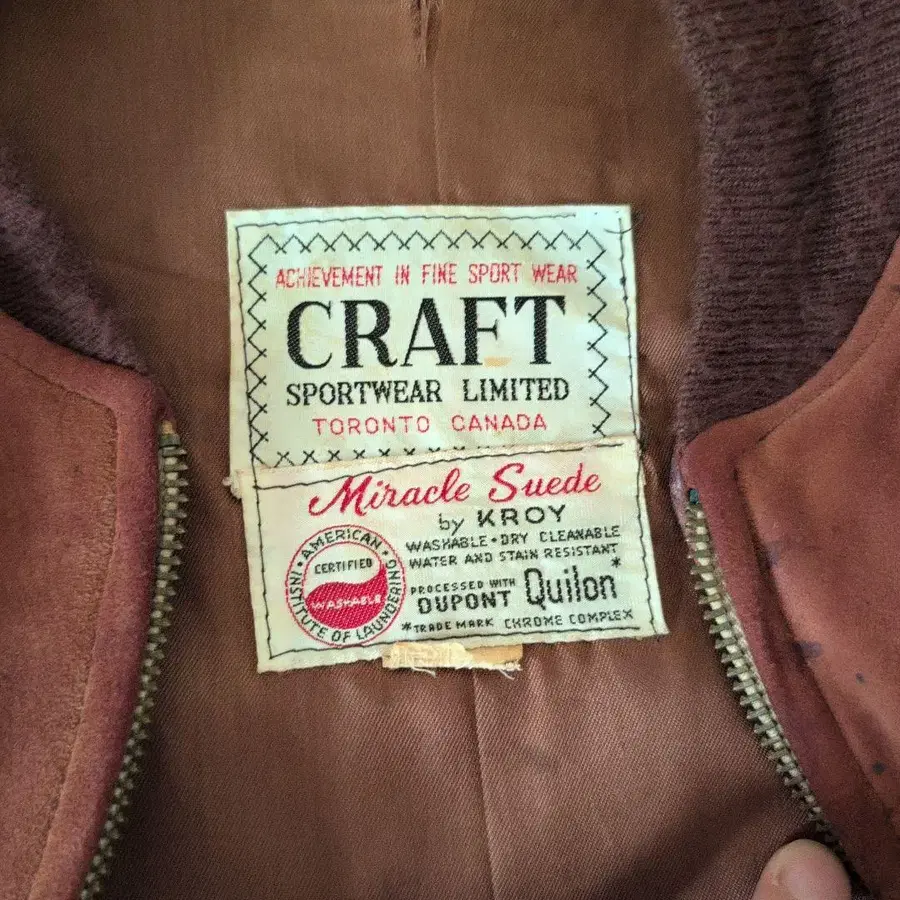 ACHIEVEMENT IN FINE SPORT WEAR
CRAFT
SPORTWEAR LIMITED
TORONTO CANADA
Miracle Suede
by KROY
WASHABLE • DRY CLEANABLE
WATER AND STAIN RESISTANT
PROCESSED WITH
DUPONT Quilon*
*TRADE MARK CHROME COMPLEX
• AMERICAN •
INSTITUTE OF LAUNDERING
CERTIFIED
WASHABLE